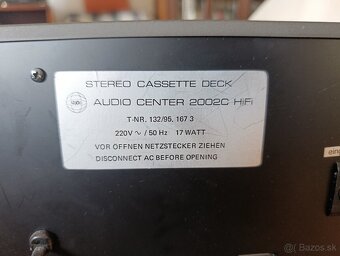 STEREO CASSETTE DECK
AUDIO CENTER 2002C HiFi
T-NR. 132/95, 167 3
220V ~ / 50 Hz 17 WATT
VOR ÖFFNEN NETZSTECKER ZIEHEN
DISCONNECT AC BEFORE OPENING
© Bazos.sk